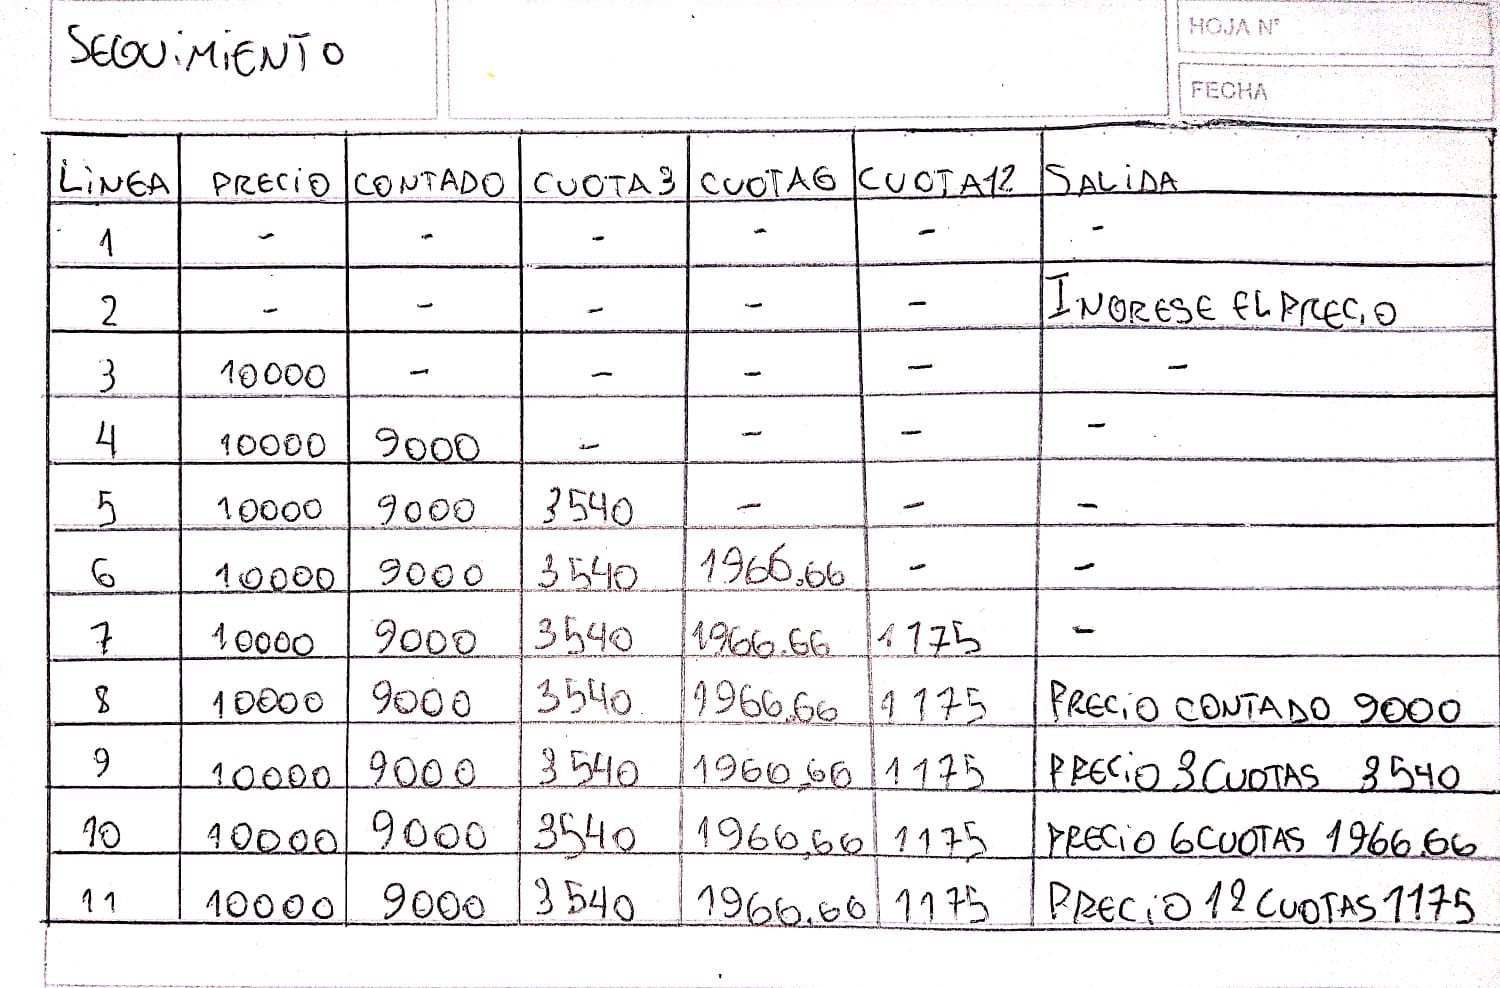 SEGUiMiENTO
HOJA N°
FECHA
LiNEA PRECiO CONTADO CUOTA3 CUOTA6 CUOTA12 SALiDA
1 - - - - - -
2 - - - - - INGRESE EL PRECiO
3 10000 - - - - -
4 10000 9000 - - - -
5 10000 9000 3540 - - -
6 10000 9000 3540 1966.66 - -
7 10000 9000 3540 1966.66 1175 -
8 10000 9000 3540 1966.66 1175 PRECiO CONTADO 9000
9 10000 9000 3540 1966.66 1175 PRECiO 3 CUOTAS 3540
10 10000 9000 3540 1966.66 1175 PRECiO 6 CUOTAS 1966.66
11 10000 9000 3540 1966.66 1175 PRECiO 12 CUOTAS 1175